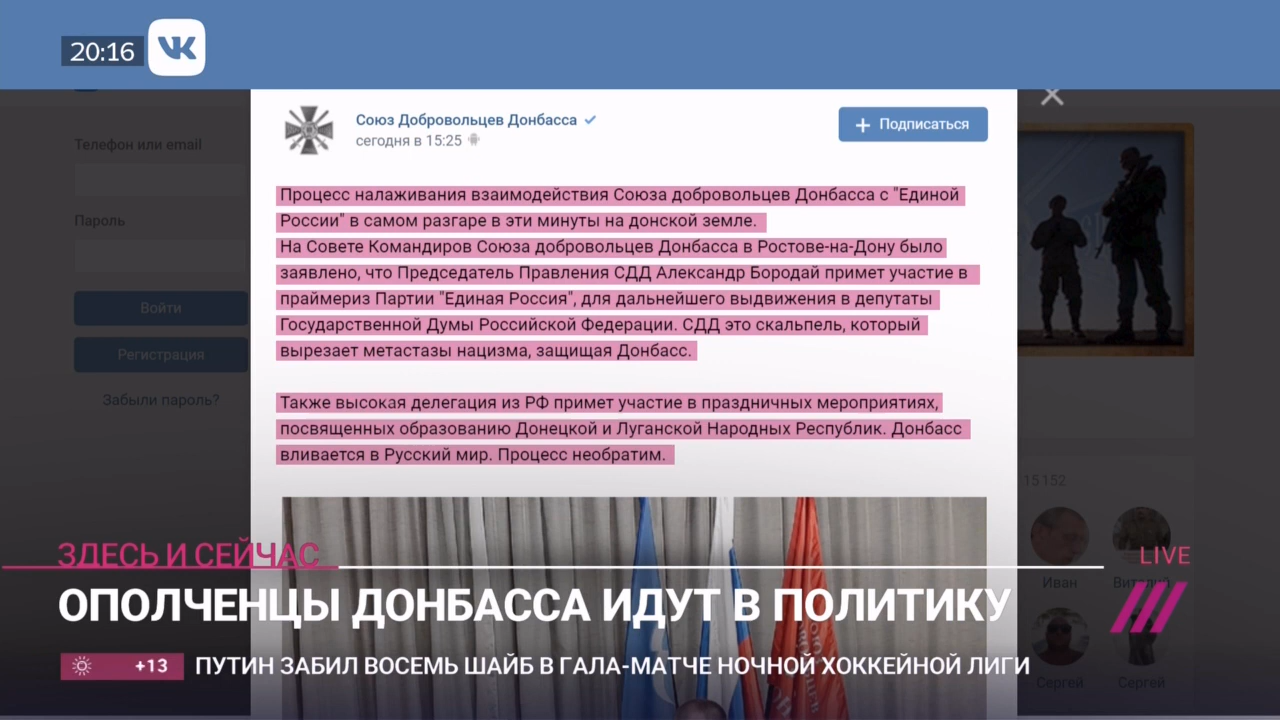 20:16
Союз Добровольцев Донбасса
сегодня в 15:25
Подписаться
Телефон или email
Пароль
Войти
Регистрация
Забыли пароль?
Процесс налаживания взаимодействия Союза добровольцев Донбасса с "Единой
России" в самом разгаре в эти минуты на донской земле.
На Совете Командиров Союза добровольцев Донбасса в Ростове-на-Дону было
заявлено, что Председатель Правления СДД Александр Бородай примет участие в
праймериз Партии "Единая Россия", для дальнейшего выдвижения в депутаты
Государственной Думы Российской Федерации. СДД это скальпель, который
вырезает метастазы нацизма, защищая Донбасс.
Также высокая делегация из РФ примет участие в праздничных мероприятиях,
посвященных образованию Донецкой и Луганской Народных Республик. Донбасс
вливается в Русский мир. Процесс необратим.
15 152
Иван
Виталий
Сергей
Сергей
ЗДЕСЬ И СЕЙЧАС
LIVE
ОПОЛЧЕНЦЫ ДОНБАССА ИДУТ В ПОЛИТИКУ
+13
ПУТИН ЗАБИЛ ВОСЕМЬ ШАЙБ В ГАЛА-МАТЧЕ НОЧНОЙ ХОККЕЙНОЙ ЛИГИ